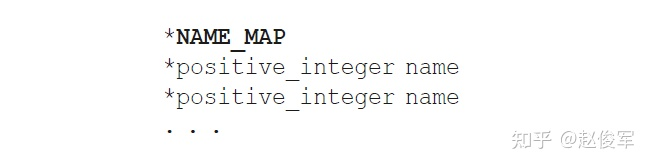 *NAME_MAP
*positive_integer name
*positive_integer name
. . .
知乎 @赵俊军